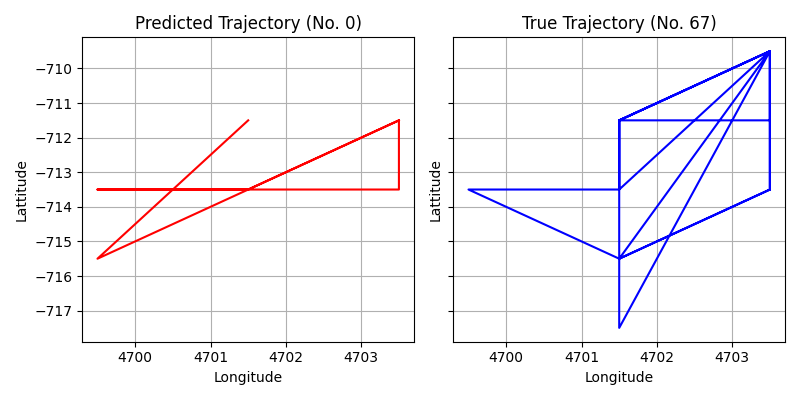 Predicted Trajectory (No. 0)
True Trajectory (No. 67)
Lattitude
−710
−711
−712
−713
−714
−715
−716
−717
4700
4701
4702
4703
Longitude
Lattitude
4700
4701
4702
4703
Longitude